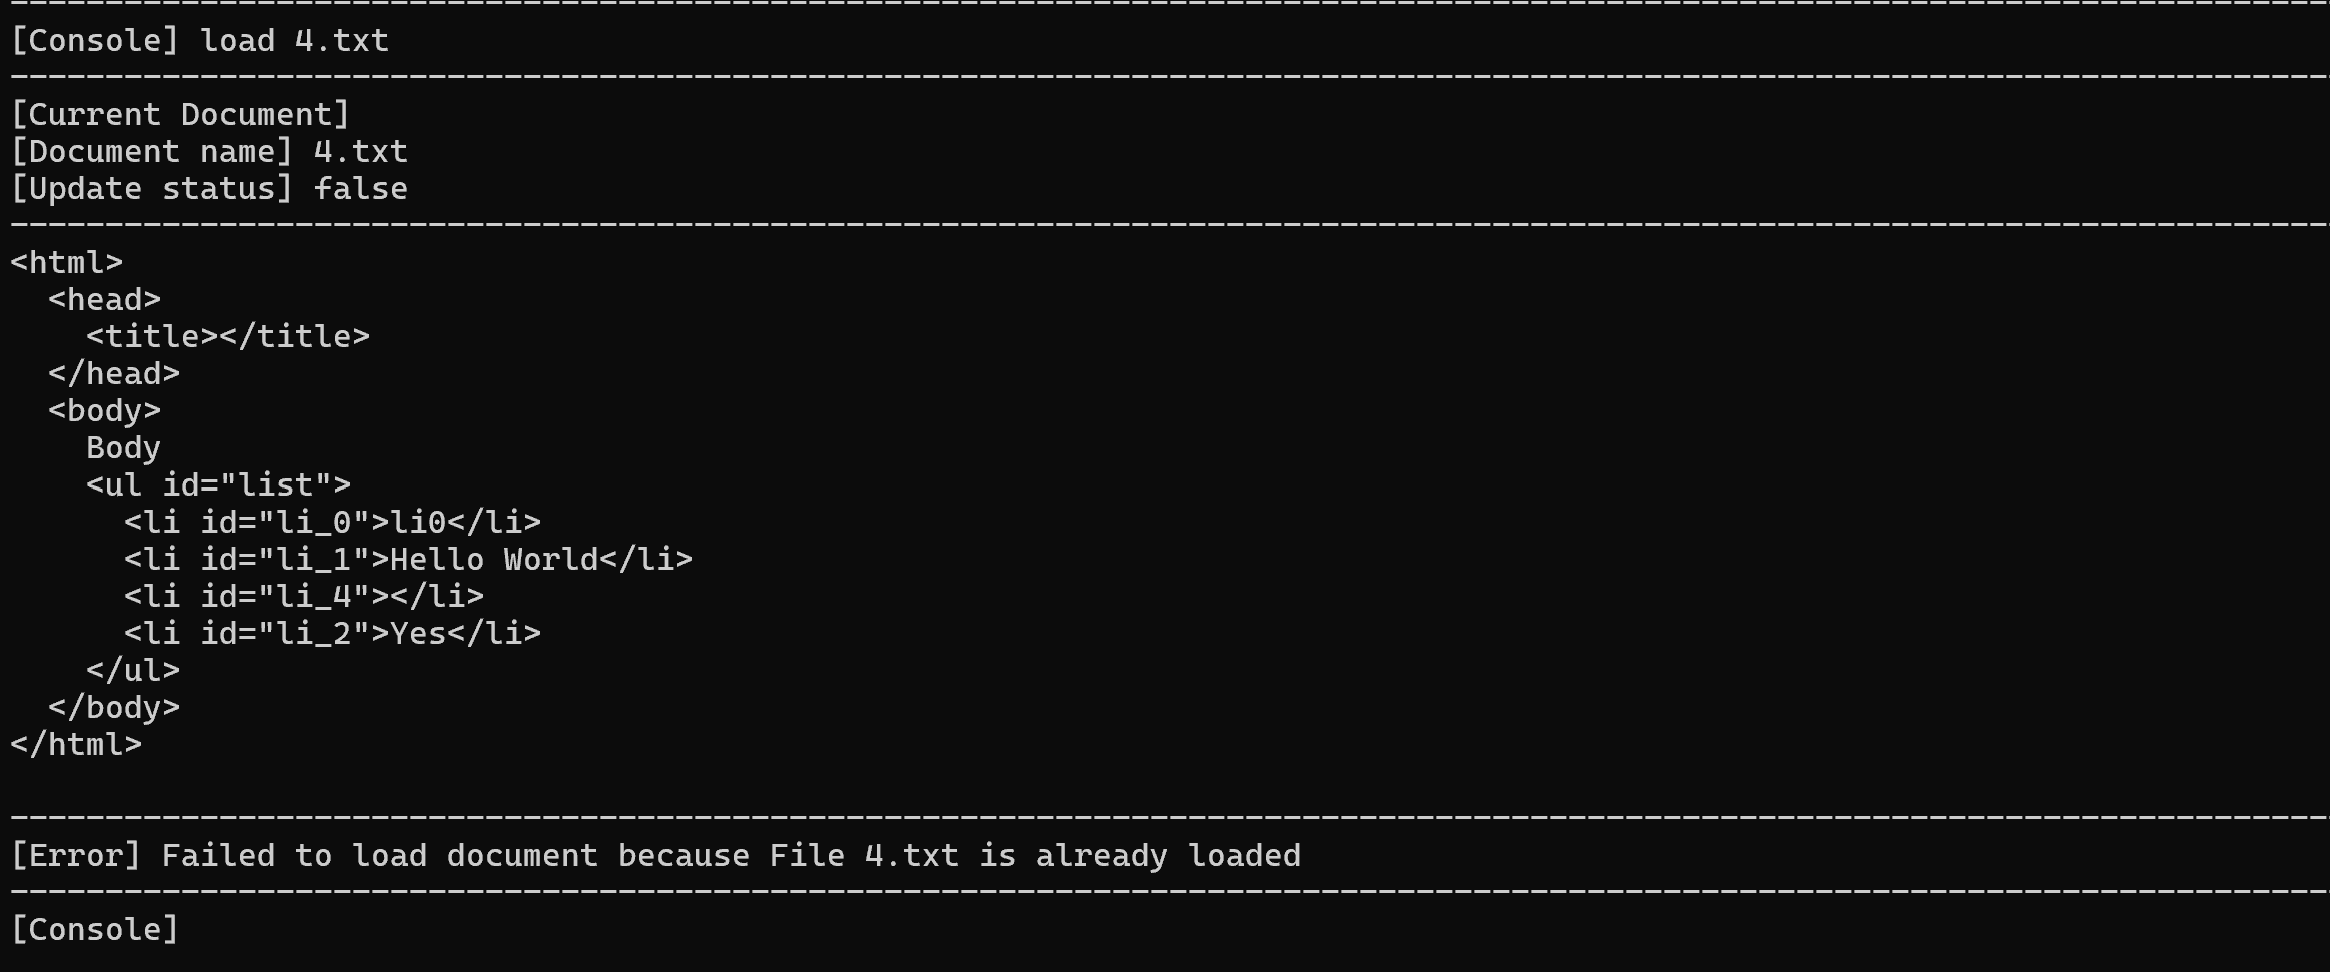 [Console] load 4.txt
[Current Document]
[Document name] 4.txt
[Update status] false
<html>
  <head>
    <title></title>
  </head>
  <body>
    Body
    <ul id="list">
      <li id="li_0">li0</li>
      <li id="li_1">Hello World</li>
      <li id="li_4"></li>
      <li id="li_2">Yes</li>
    </ul>
  </body>
</html>
[Error] Failed to load document because File 4.txt is already loaded
[Console]